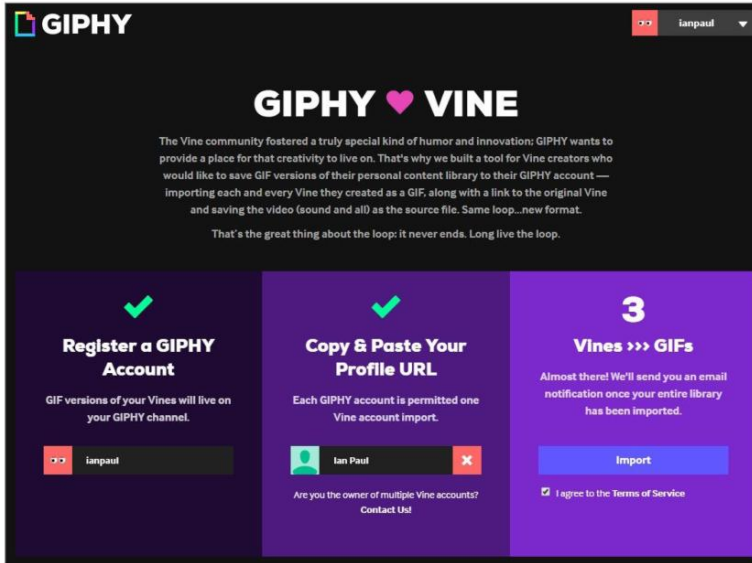 GIPHY
ianpaul
GIPHY VINE
The Vine community fostered a truly special kind of humor and innovation; GIPHY wants to
provide a place for that creativity to live on. That's why we built a tool for Vine creators who
would like to save GIF versions of their personal content library to their GIPHY account —
importing each and every Vine they created as a GIF, along with a link to the original Vine
and saving the video (sound and all) as the source file. Same loop...new format.
That's the great thing about the loop: it never ends. Long live the loop.
Register a GIPHY
Account
GIF versions of your Vines will live on
your GIPHY channel.
ianpaul
Copy & Paste Your
Profile URL
Each GIPHY account is permitted one
Vine account import.
Ian Paul
Are you the owner of multiple Vine accounts?
Contact Us!
3
Vines >>> GIFs
Almost there! We'll send you an email
notification once your entire library
has been imported.
Import
I agree to the Terms of Service